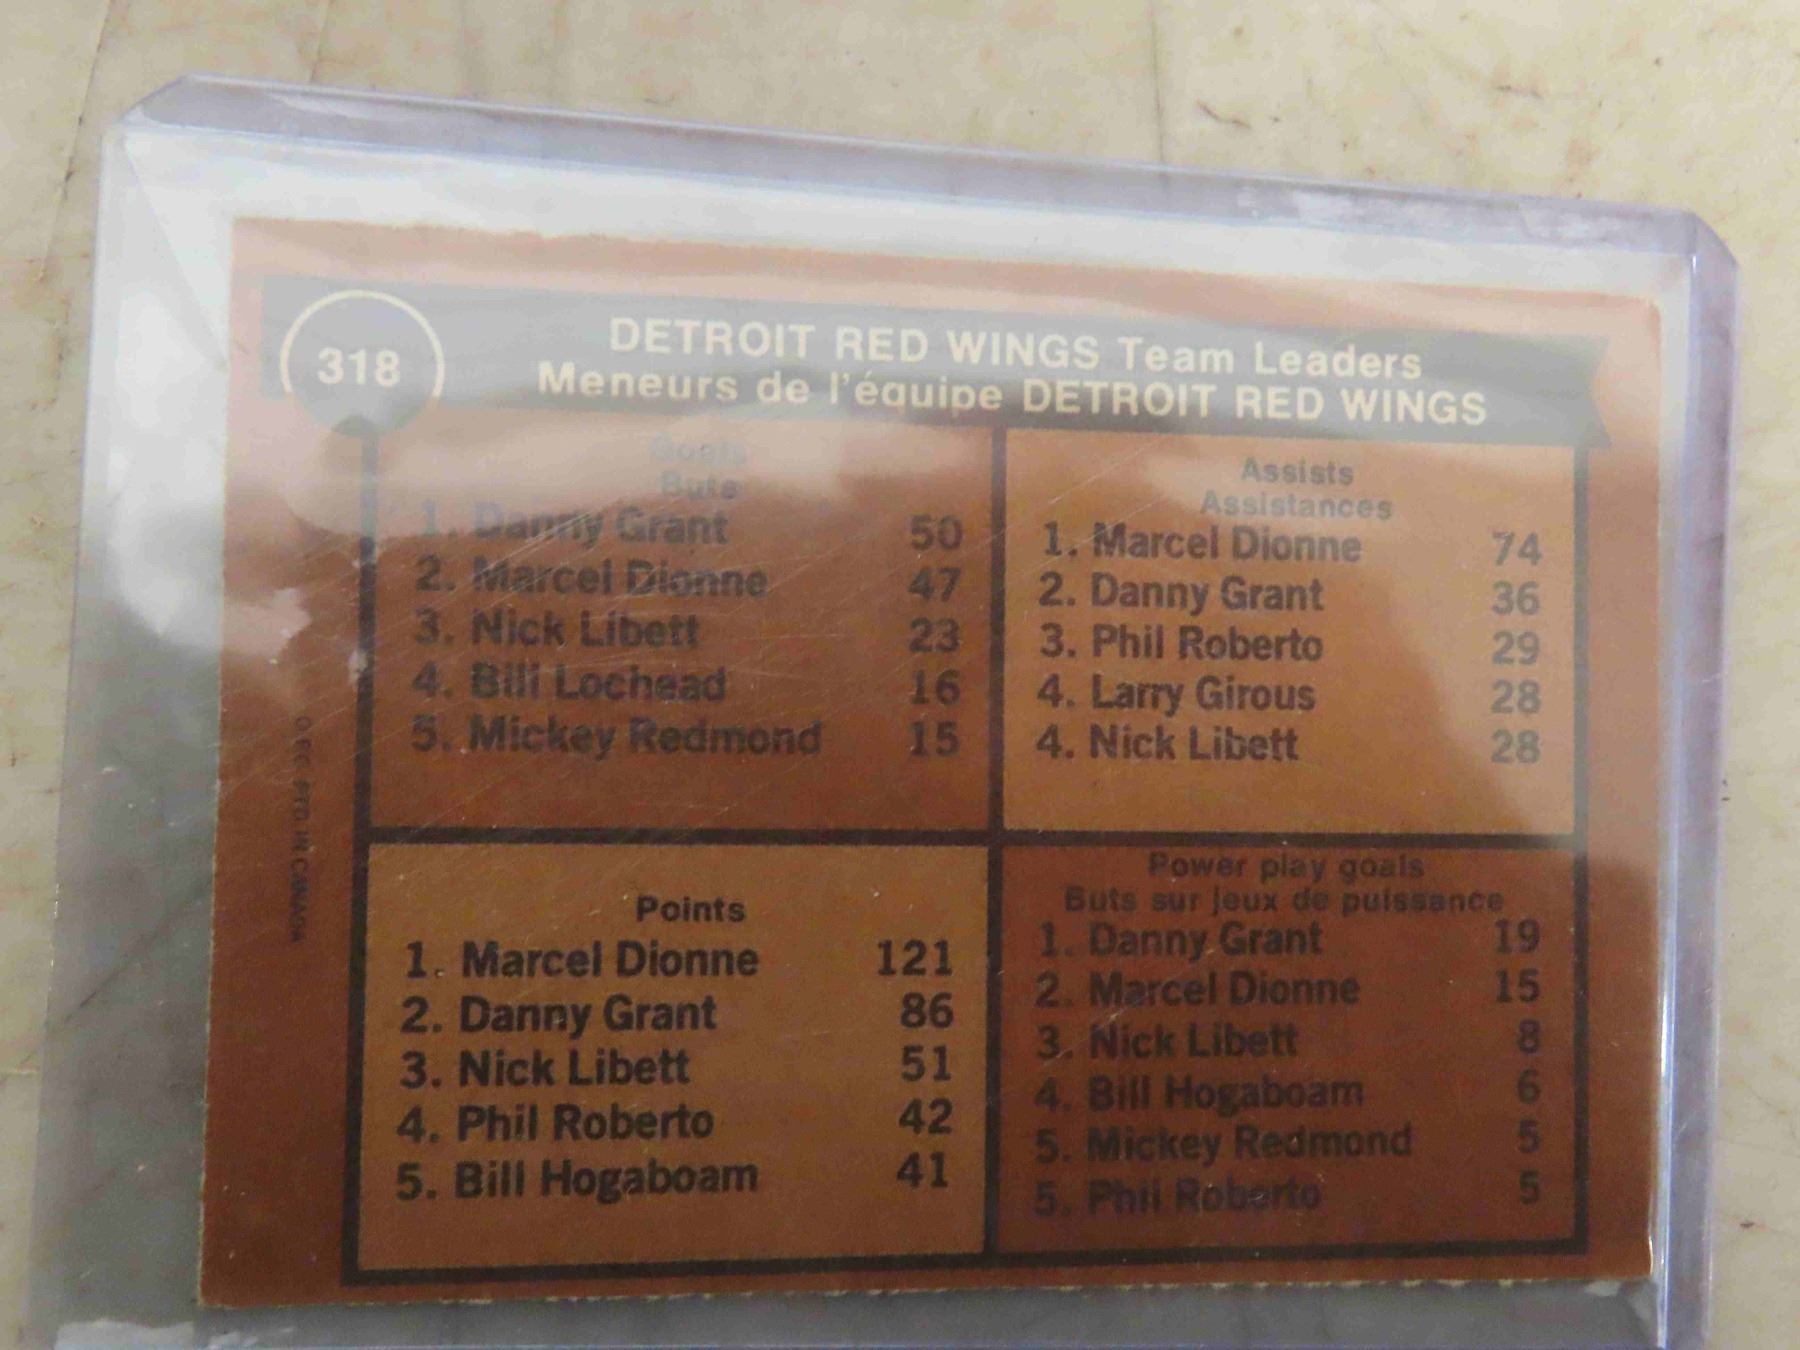 318
DETROIT RED WINGS Team Leaders
Meneurs de l'équipe DETROIT RED WINGS
Goals
Buts
1. Danny Grant 50
2. Marcel Dionne 47
3. Nick Libett 23
4. Bill Lochead 16
5. Mickey Redmond 15
Assists
Assistances
1. Marcel Dionne 74
2. Danny Grant 36
3. Phil Roberto 29
4. Larry Girous 28
4. Nick Libett 28
Points
1. Marcel Dionne 121
2. Danny Grant 86
3. Nick Libett 51
4. Phil Roberto 42
5. Bill Hogaboam 41
Power play goals
Buts sur jeux de puissance
1. Danny Grant 19
2. Marcel Dionne 15
3. Nick Libett 8
4. Bill Hogaboam 6
5. Mickey Redmond 5
5. Phil Roberto 5
O.P.C. PTD. IN CANADA